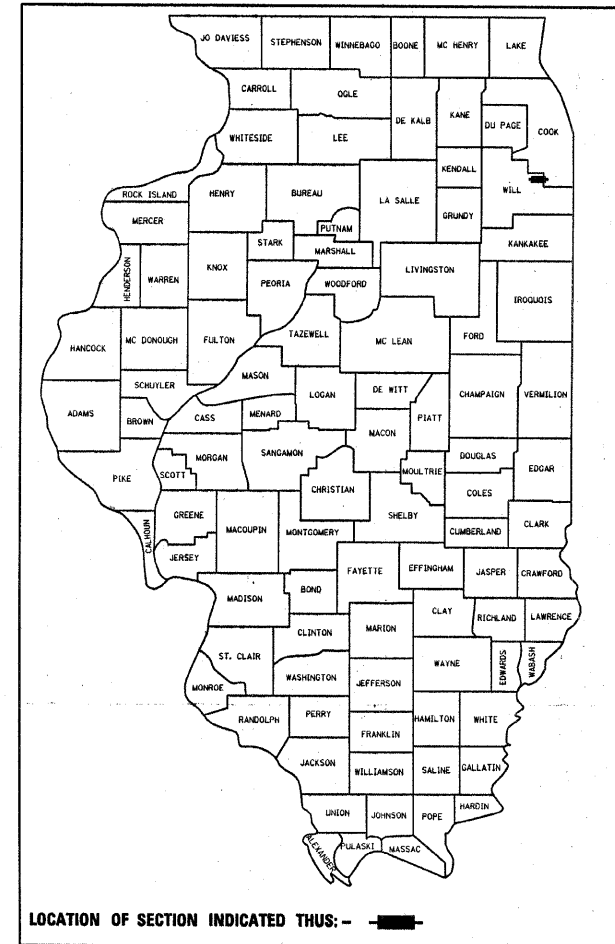 JO DAVIESS STEPHENSON WINNEBAGO BOONE MC HENRY LAKE
CARROLL OGLE DE KALB KANE DU PAGE COOK
WHITESIDE LEE
KENDALL WILL
ROCK ISLAND HENRY BUREAU LA SALLE GRUNDY
MERCER PUTNAM KANKAKEE
STARK MARSHALL
HENDERSON WARREN KNOX PEORIA WOODFORD LIVINGSTON IROQUOIS
HANCOCK MC DONOUGH FULTON TAZEWELL MC LEAN FORD
SCHUYLER MASON LOGAN DE WITT CHAMPAIGN VERMILION
ADAMS BROWN CASS MENARD PIATT
MACON
MORGAN SANGAMON DOUGLAS EDGAR
PIKE SCOTT CHRISTIAN MOULTRIE COLES
GREENE MACOUPIN MONTGOMERY SHELBY CUMBERLAND CLARK
CALHOUN JERSEY
FAYETTE EFFINGHAM JASPER CRAWFORD
MADISON BOND
CLAY RICHLAND LAWRENCE
CLINTON MARION
ST. CLAIR WAYNE EDWARDS WABASH
WASHINGTON JEFFERSON
MONROE
RANDOLPH PERRY HAMILTON WHITE
FRANKLIN
JACKSON WILLIAMSON SALINE GALLATIN
UNION JOHNSON POPE HARDIN
ALEXANDER PULASKI MASSAC
LOCATION OF SECTION INDICATED THUS: -